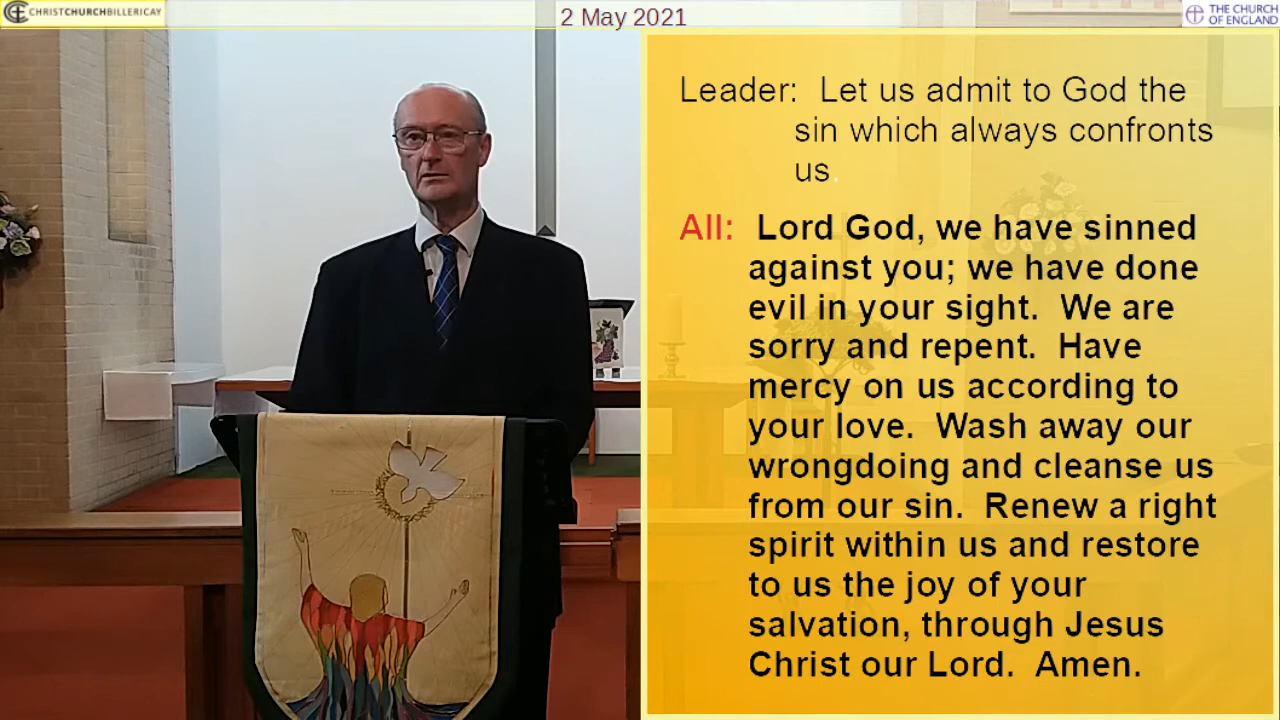 CHRISTCHURCHBILLERICAY
2 May 2021
THE CHURCH
OF ENGLAND
Leader: Let us admit to God the
sin which always confronts
us.
All: Lord God, we have sinned
against you; we have done
evil in your sight. We are
sorry and repent. Have
mercy on us according to
your love. Wash away our
wrongdoing and cleanse us
from our sin. Renew a right
spirit within us and restore
to us the joy of your
salvation, through Jesus
Christ our Lord. Amen.